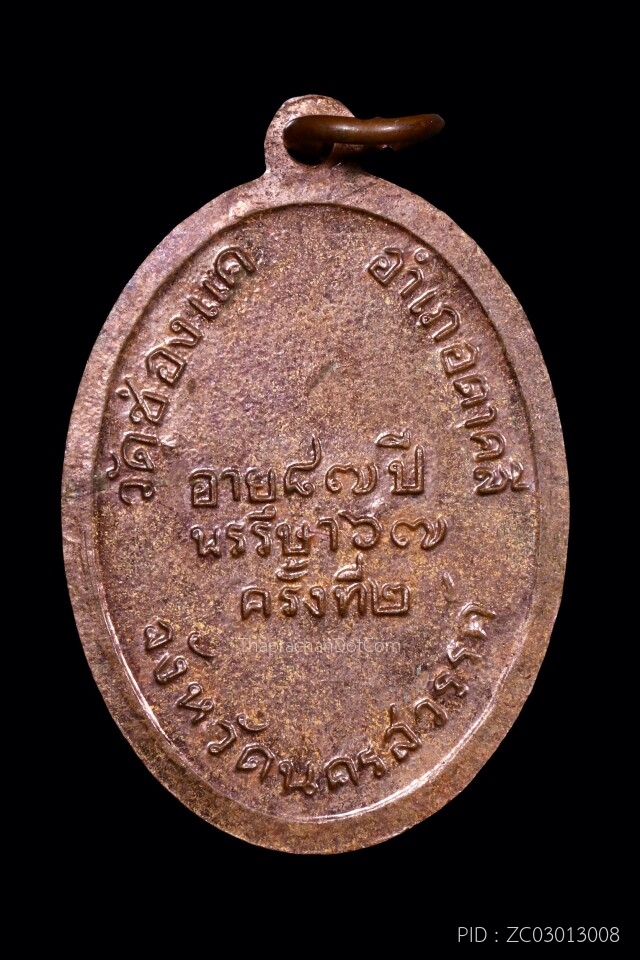 วัดช่องแค
อำเภอตาคลี
อายุ๘๗ปี
พรรึษา๖๗
ครั้งที่๒
จังหวัดนครสวรรค์
ThaprachanDotCom
PID : ZC03013008